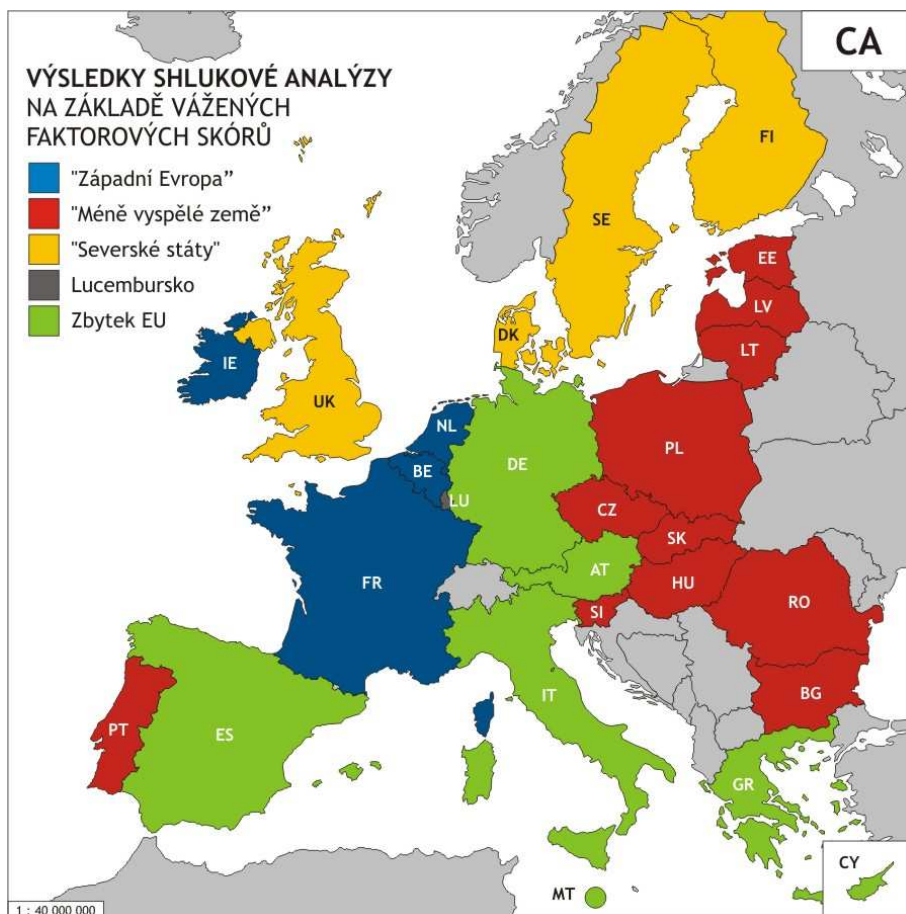 CA
VÝSLEDKY SHLUKOVÉ ANALÝZY
NA ZÁKLADĚ VÁŽENÝCH
FAKTOROVÝCH SKÓRŮ
"Západní Evropa”
"Méně vyspělé země”
"Severské státy"
Lucembursko
Zbytek EU
FI
SE
EE
LV
LT
DK
IE
UK
NL
BE
LU
DE
PL
CZ
SK
AT
HU
SI
RO
BG
FR
IT
ES
PT
GR
MT
CY
1 : 40 000 000